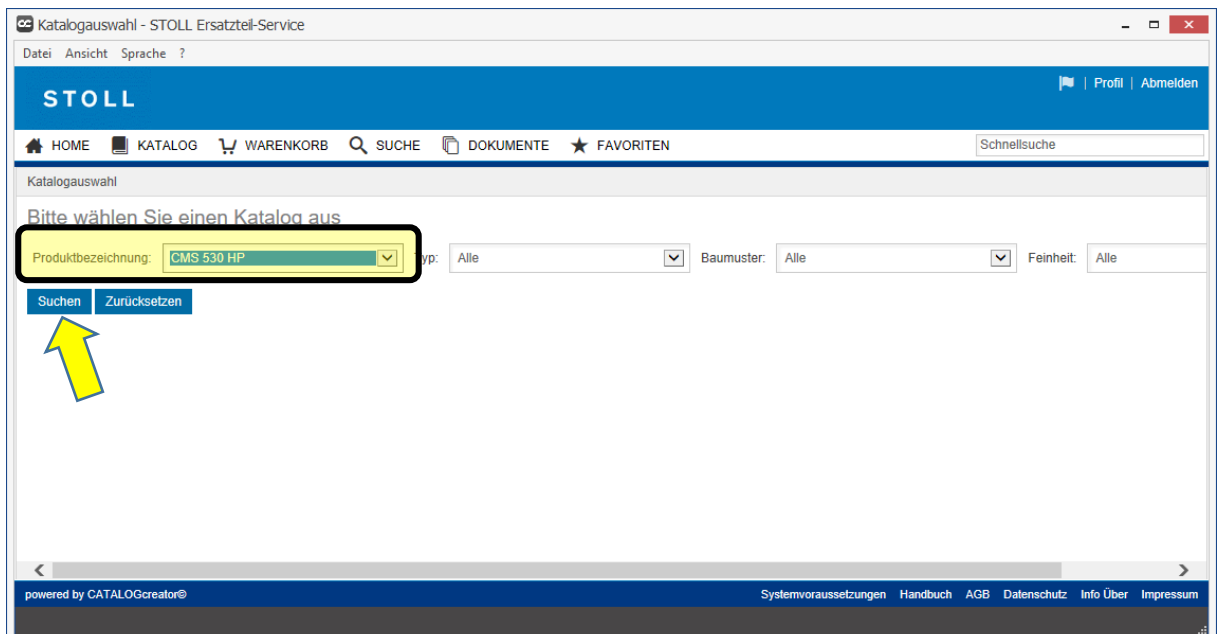 Katalogauswahl - STOLL Ersatzteil-Service
Datei Ansicht Sprache ?
Profil | Abmelden
STOLL
HOME KATALOG WARENKORB SUCHE DOKUMENTE FAVORITEN Schnellsuche
Katalogauswahl
Bitte wählen Sie einen Katalog aus
Produktbezeichnung: CMS 530 HP yp: Alle Baumuster: Alle Feinheit: Alle
Suchen Zurücksetzen
powered by CATALOGcreator© Systemvoraussetzungen Handbuch AGB Datenschutz Info Über Impressum